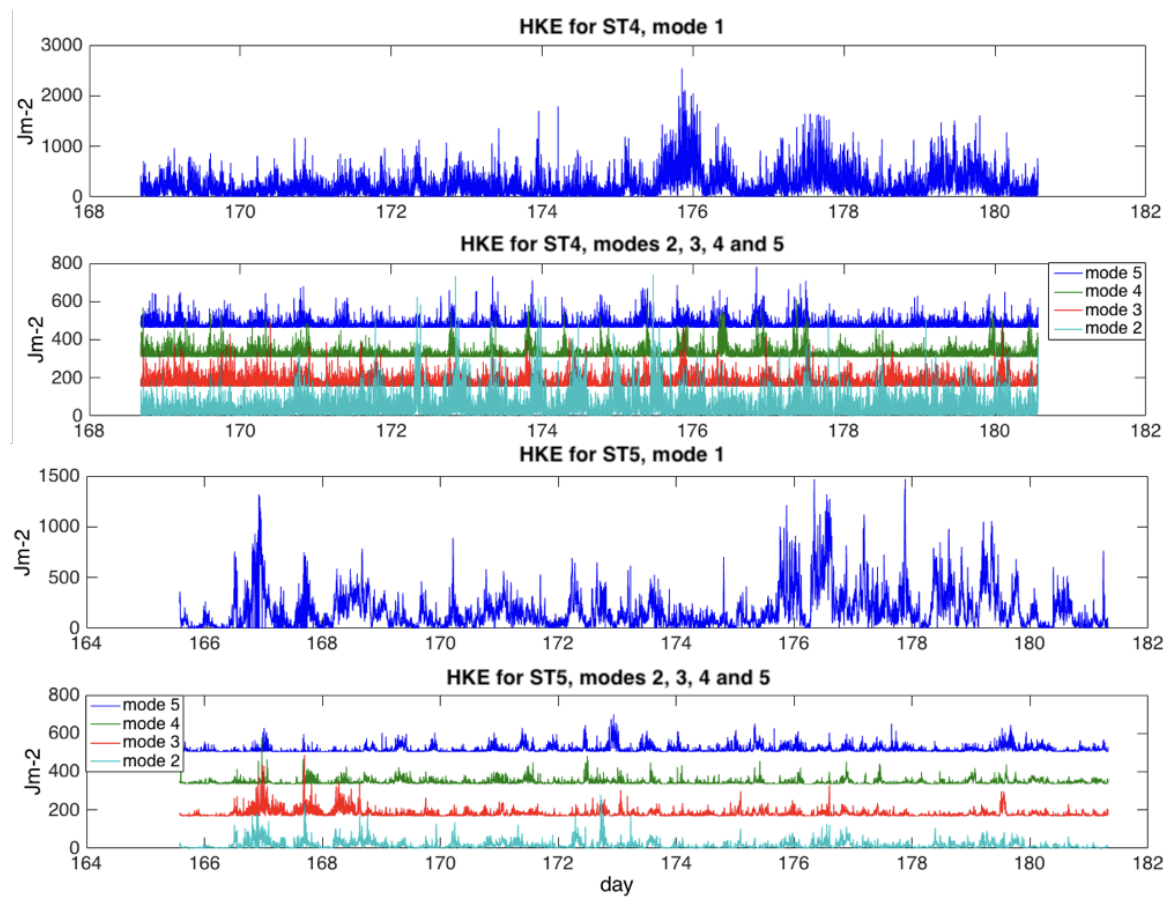 HKE for ST4, mode 1
3000
2000
1000
0
Jm-2
168 170 172 174 176 178 180 182
HKE for ST4, modes 2, 3, 4 and 5
800
600
400
200
0
Jm-2
mode 5
mode 4
mode 3
mode 2
168 170 172 174 176 178 180 182
HKE for ST5, mode 1
1500
1000
500
0
Jm-2
164 166 168 170 172 174 176 178 180 182
HKE for ST5, modes 2, 3, 4 and 5
800
600
400
200
0
Jm-2
mode 5
mode 4
mode 3
mode 2
164 166 168 170 172 174 176 178 180 182
day